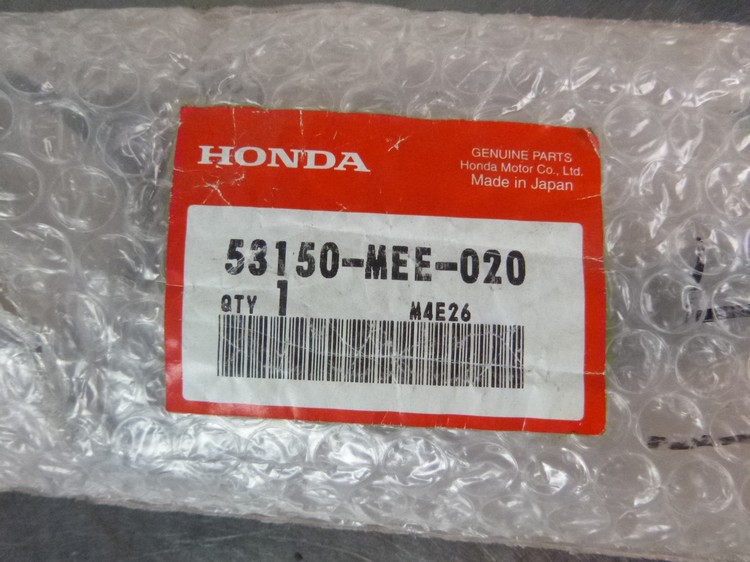 HONDA
GENUINE PARTS
Honda Motor Co., Ltd.
Made in Japan
53150-MEE-020
QTY 1 M4E26